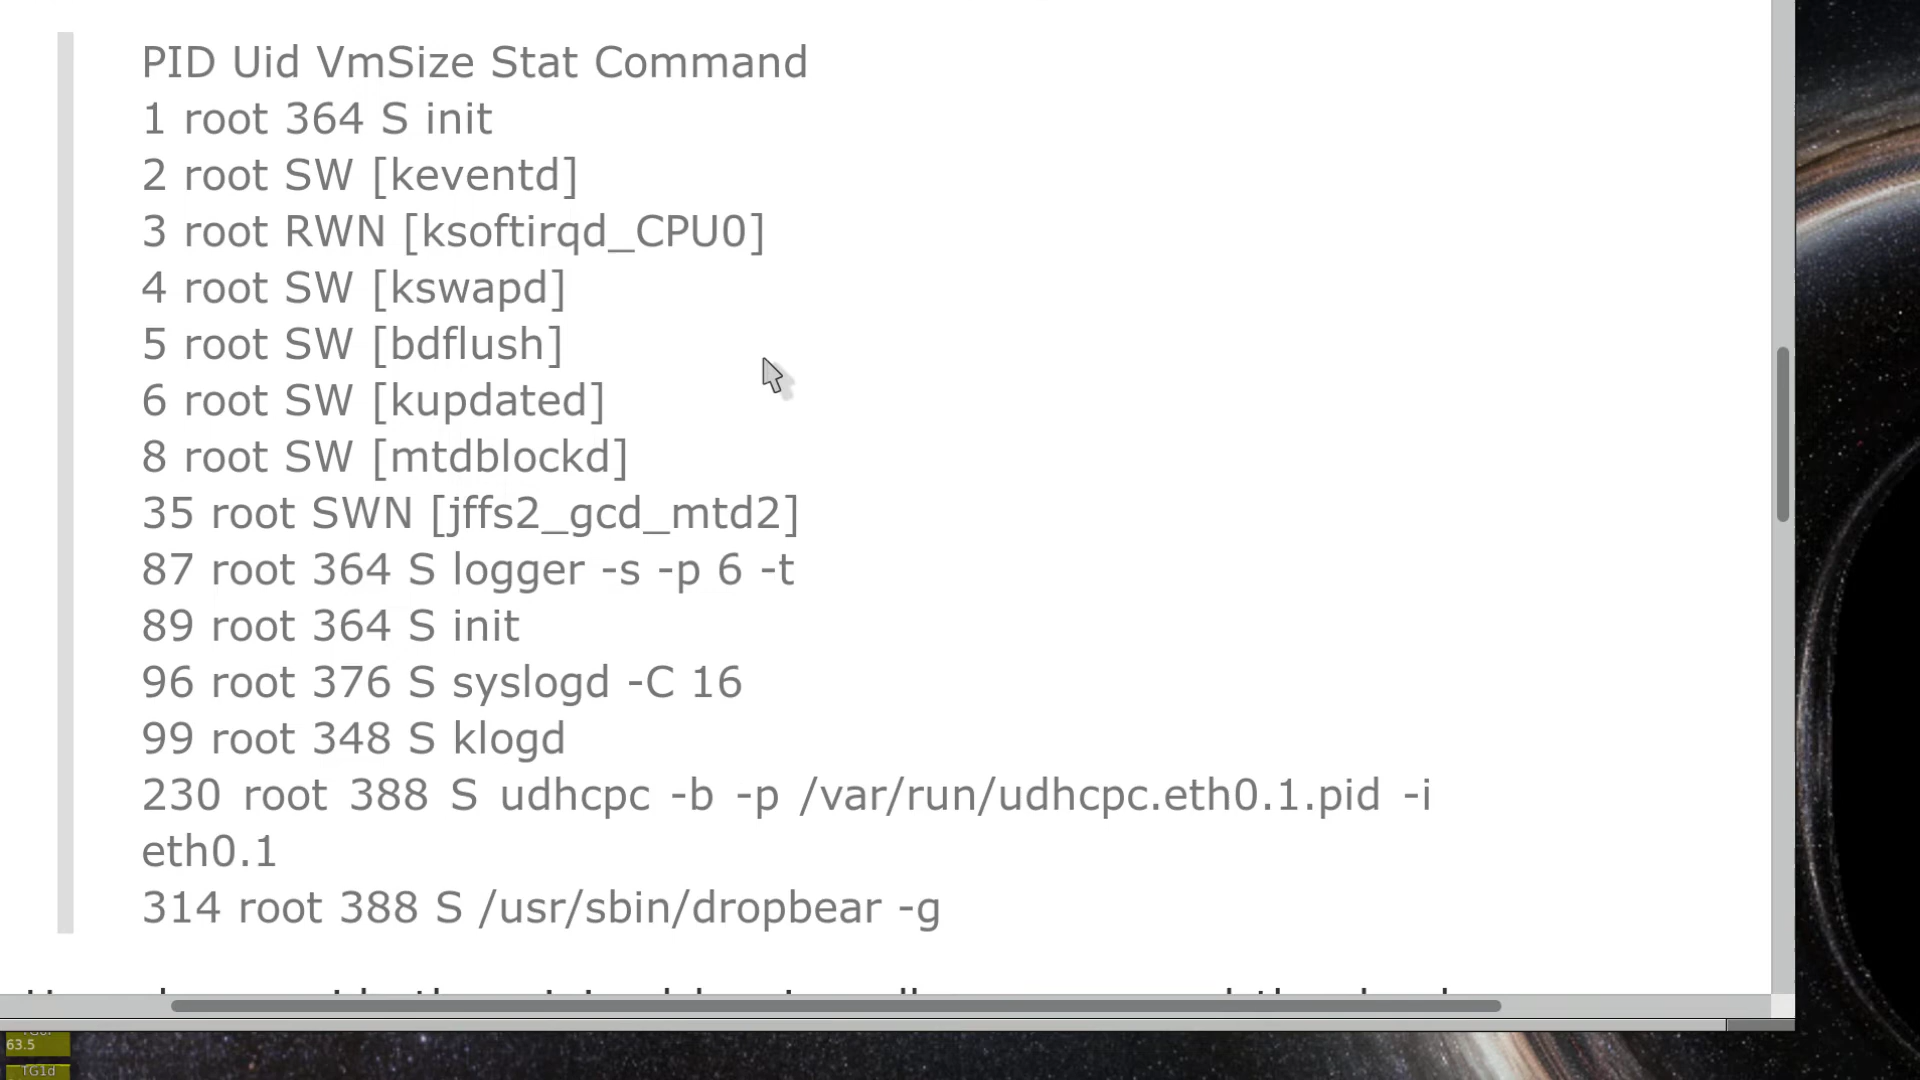 PID Uid VmSize Stat Command
1 root 364 S init
2 root SW [keventd]
3 root RWN [ksoftirqd_CPU0]
4 root SW [kswapd]
5 root SW [bdflush]
6 root SW [kupdated]
8 root SW [mtdblockd]
35 root SWN [jffs2_gcd_mtd2]
87 root 364 S logger -s -p 6 -t
89 root 364 S init
96 root 376 S syslogd -C 16
99 root 348 S klogd
230 root 388 S udhcpc -b -p /var/run/udhcpc.eth0.1.pid -i
eth0.1
314 root 388 S /usr/sbin/dropbear -g
63.5
TG1d